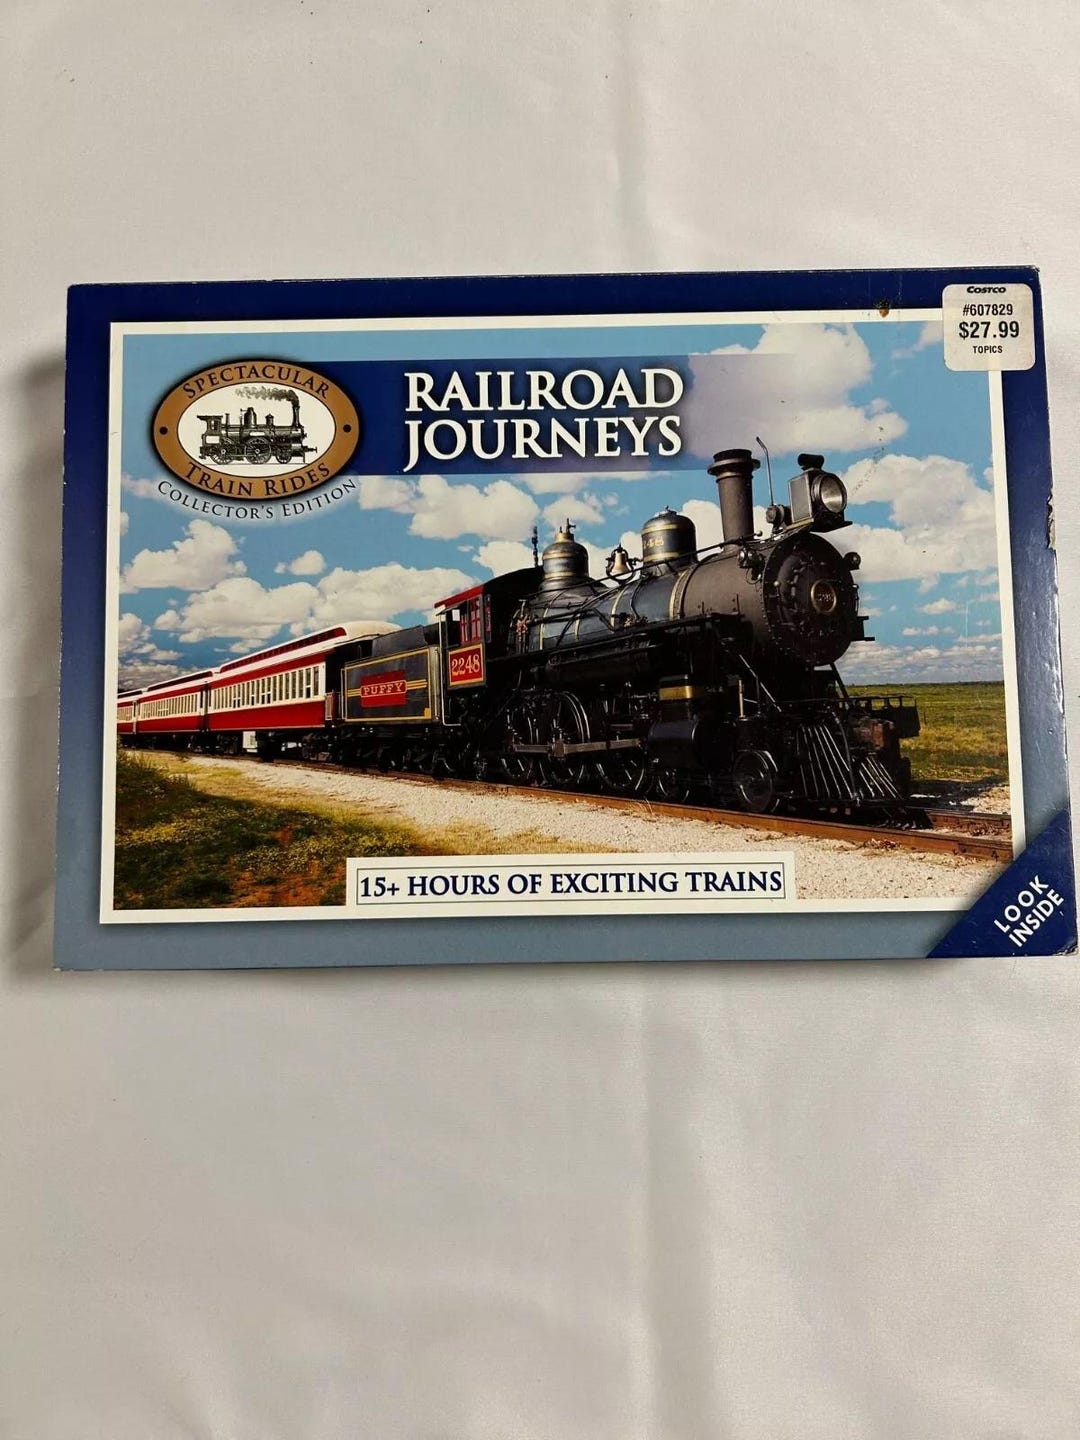 COSTCO
#607829
$27.99
TOPICS
SPECTACULAR
TRAIN RIDES
COLLECTOR'S EDITION
RAILROAD
JOURNEYS
2248
PUFFY
15+ HOURS OF EXCITING TRAINS
LOOK
INSIDE